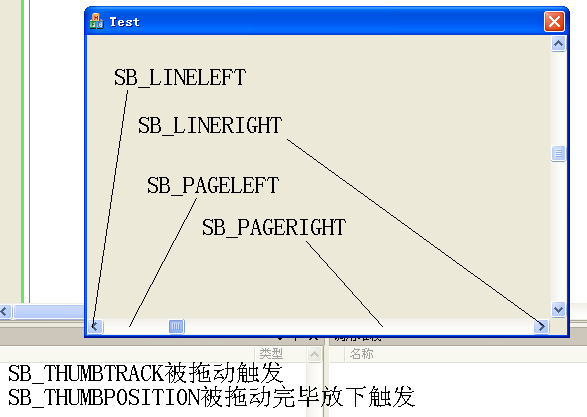 Test
SB_LINELEFT
SB_LINERIGHT
SB_PAGELEFT
SB_PAGERIGHT
类型
名称
SB_THUMBTRACK被拖动触发
SB_THUMBPOSITION被拖动完毕放下触发